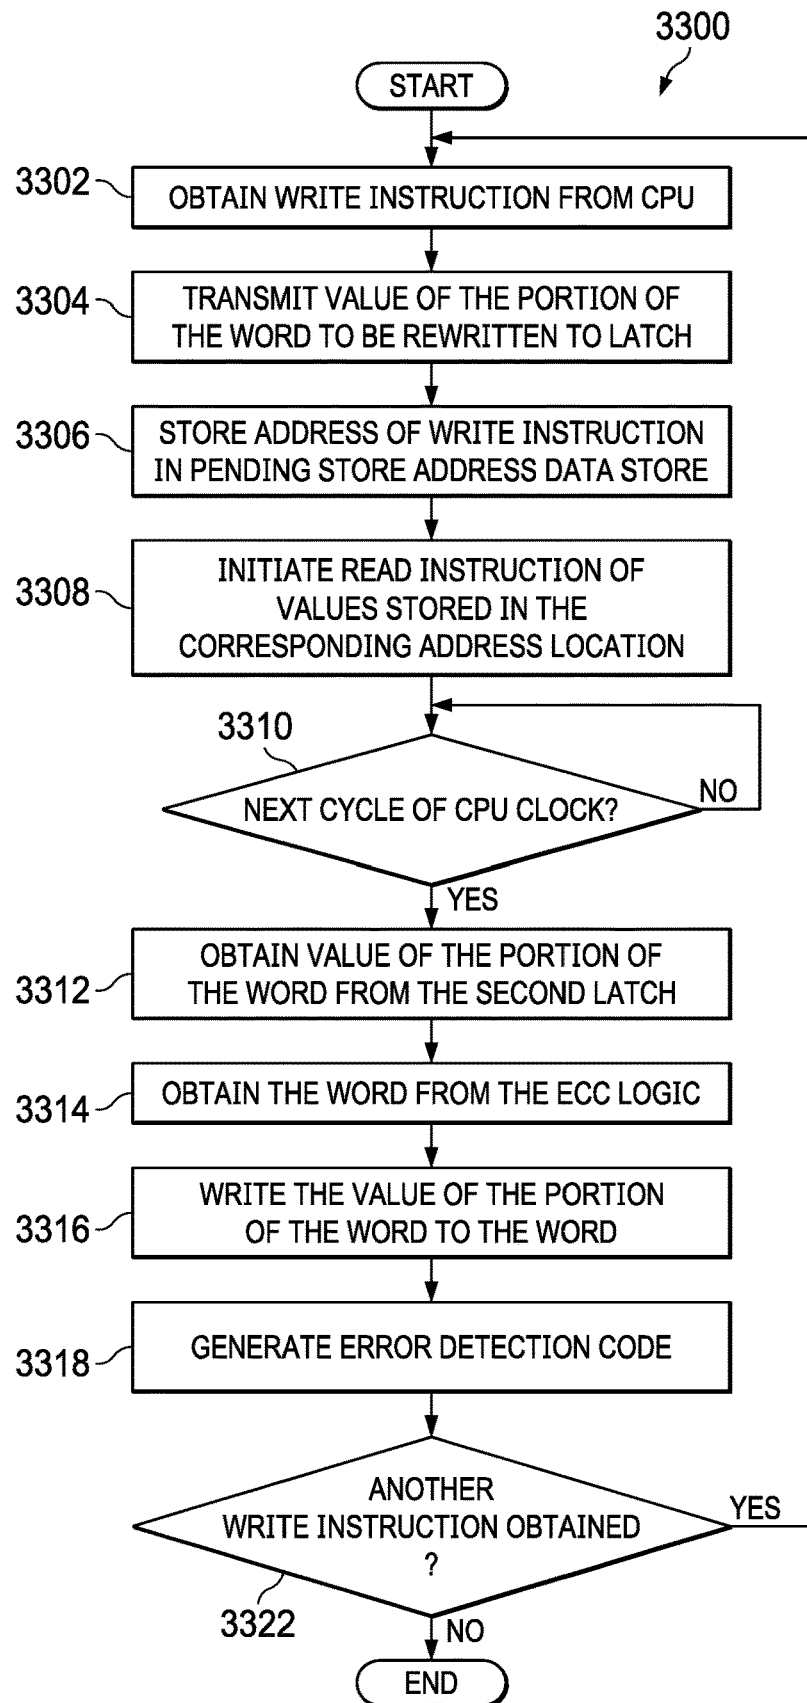 3300
START
3302
OBTAIN WRITE INSTRUCTION FROM CPU
3304
TRANSMIT VALUE OF THE PORTION OF
THE WORD TO BE REWRITTEN TO LATCH
3306
STORE ADDRESS OF WRITE INSTRUCTION
IN PENDING STORE ADDRESS DATA STORE
3308
INITIATE READ INSTRUCTION OF
VALUES STORED IN THE
CORRESPONDING ADDRESS LOCATION
3310
NEXT CYCLE OF CPU CLOCK?
NO
YES
3312
OBTAIN VALUE OF THE PORTION OF
THE WORD FROM THE SECOND LATCH
3314
OBTAIN THE WORD FROM THE ECC LOGIC
3316
WRITE THE VALUE OF THE PORTION
OF THE WORD TO THE WORD
3318
GENERATE ERROR DETECTION CODE
ANOTHER
WRITE INSTRUCTION OBTAINED
?
YES
3322
NO
END